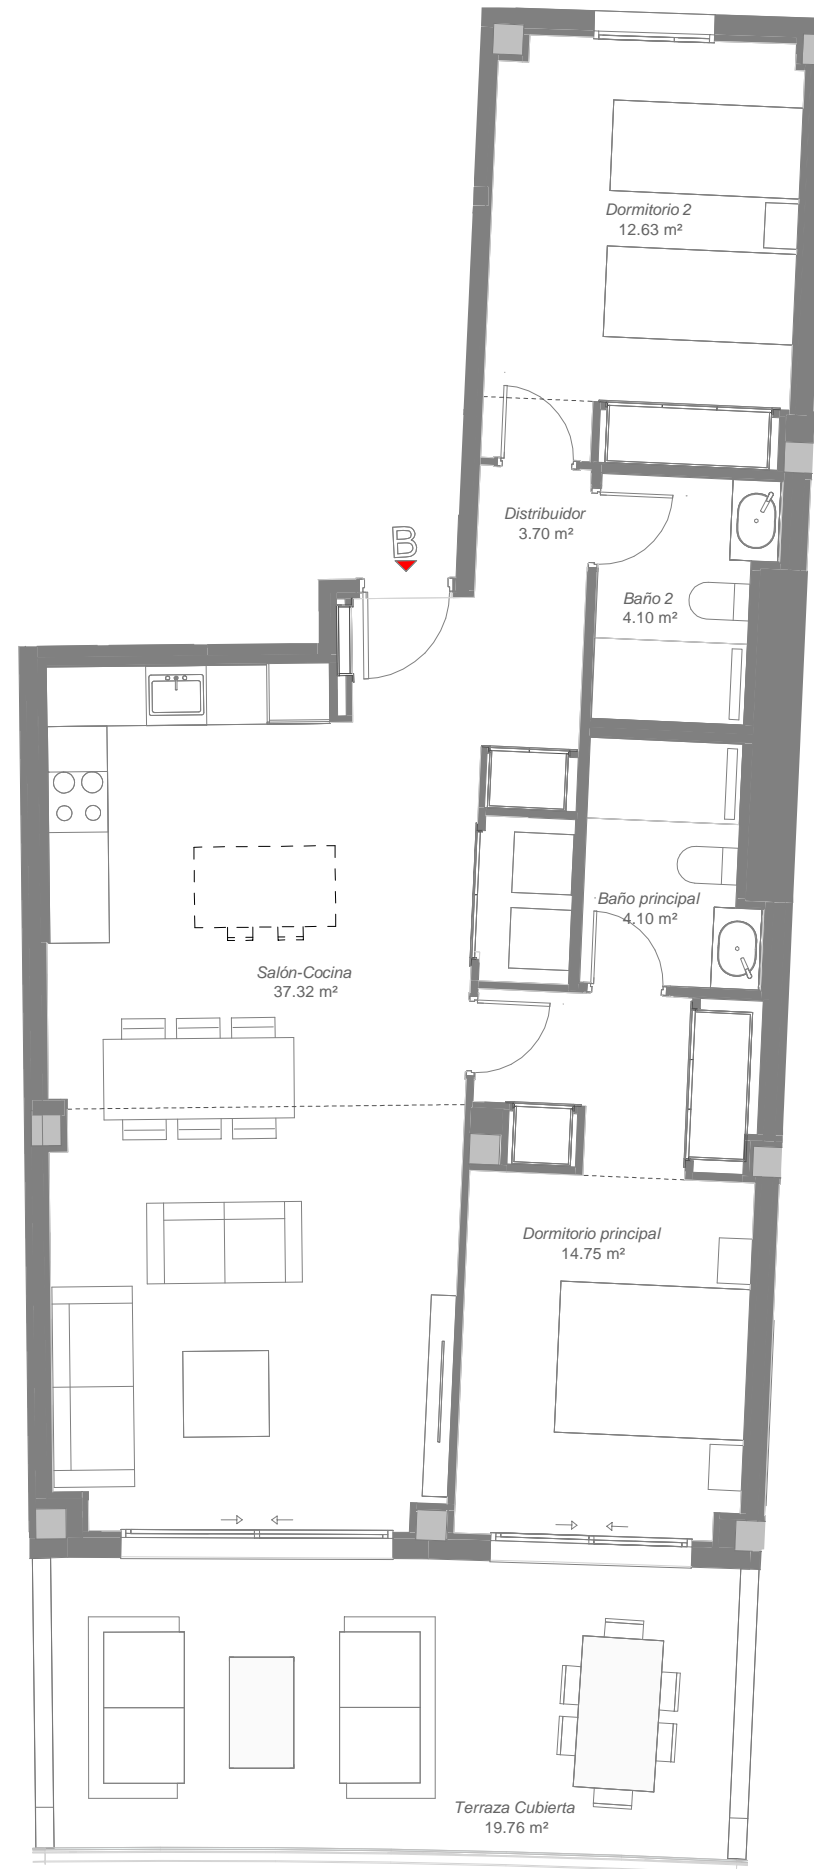 Dormitorio 2
12.63 m²
Distribuidor
3.70 m²
B
Baño 2
4.10 m²
Baño principal
4.10 m²
Salón-Cocina
37.32 m²
Dormitorio principal
14.75 m²
Terraza Cubierta
19.76 m²